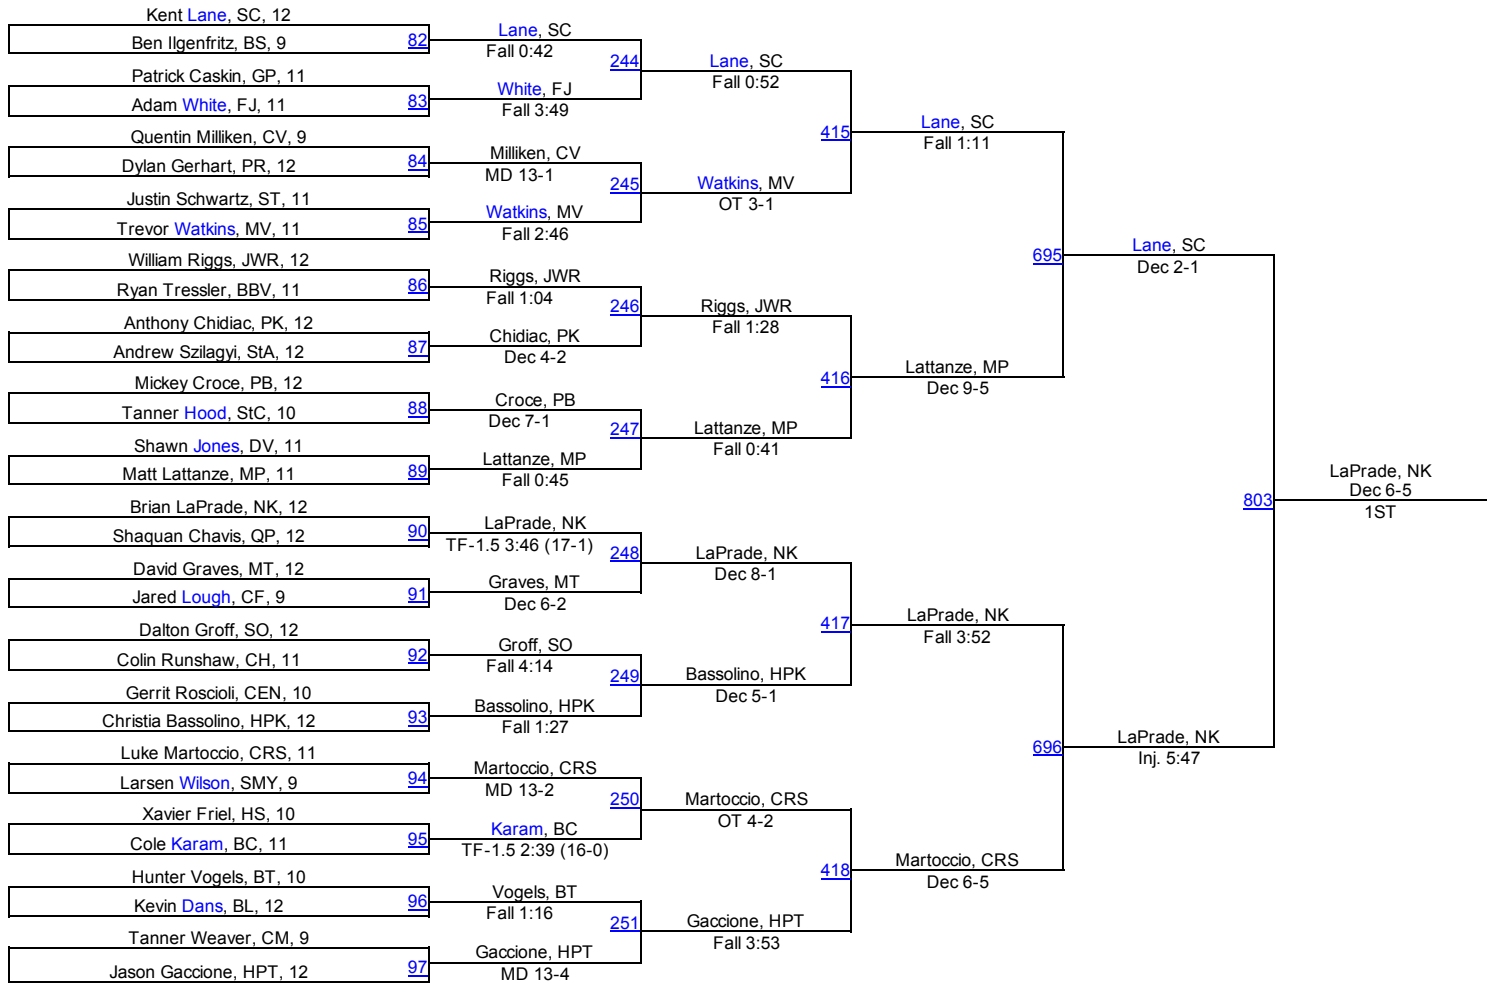 Kent Lane, SC, 12
Ben Ilgenfritz, BS, 9
82
Patrick Caskin, GP, 11
Adam White, FJ, 11
83
Quentin Milliken, CV, 9
Dylan Gerhart, PR, 12
84
Justin Schwartz, ST, 11
Trevor Watkins, MV, 11
85
William Riggs, JWR, 12
Ryan Tressler, BBV, 11
86
Anthony Chidiac, PK, 12
Andrew Szilagyi, StA, 12
87
Mickey Croce, PB, 12
Tanner Hood, StC, 10
88
Shawn Jones, DV, 11
Matt Lattanze, MP, 11
89
Brian LaPrade, NK, 12
Shaquan Chavis, QP, 12
90
David Graves, MT, 12
Jared Lough, CF, 9
91
Dalton Groff, SO, 12
Colin Runshaw, CH, 11
92
Gerrit Roscioli, CEN, 10
Christia Bassolino, HPK, 12
93
Luke Martoccio, CRS, 11
Larsen Wilson, SMY, 9
94
Xavier Friel, HS, 10
Cole Karam, BC, 11
95
Hunter Vogels, BT, 10
Kevin Dans, BL, 12
96
Tanner Weaver, CM, 9
Jason Gaccione, HPT, 12
97
Lane, SC
Fall 0:42
244
White, FJ
Fall 3:49
Milliken, CV
MD 13-1
245
Watkins, MV
Fall 2:46
Riggs, JWR
Fall 1:04
246
Chidiac, PK
Dec 4-2
Croce, PB
Dec 7-1
247
Lattanze, MP
Fall 0:45
LaPrade, NK
TF-1.5 3:46 (17-1)
248
Graves, MT
Dec 6-2
Groff, SO
Fall 4:14
249
Bassolino, HPK
Fall 1:27
Martoccio, CRS
MD 13-2
250
Karam, BC
TF-1.5 2:39 (16-0)
Vogels, BT
Fall 1:16
251
Gaccione, HPT
MD 13-4
Lane, SC
Fall 0:52
415
Watkins, MV
OT 3-1
Riggs, JWR
Fall 1:28
416
Lattanze, MP
Fall 0:41
LaPrade, NK
Dec 8-1
417
Bassolino, HPK
Dec 5-1
Martoccio, CRS
OT 4-2
418
Gaccione, HPT
Fall 3:53
Lane, SC
Fall 1:11
695
Lattanze, MP
Dec 9-5
LaPrade, NK
Fall 3:52
696
Martoccio, CRS
Dec 6-5
Lane, SC
Dec 2-1
803
LaPrade, NK
Inj. 5:47
LaPrade, NK
Dec 6-5
1ST